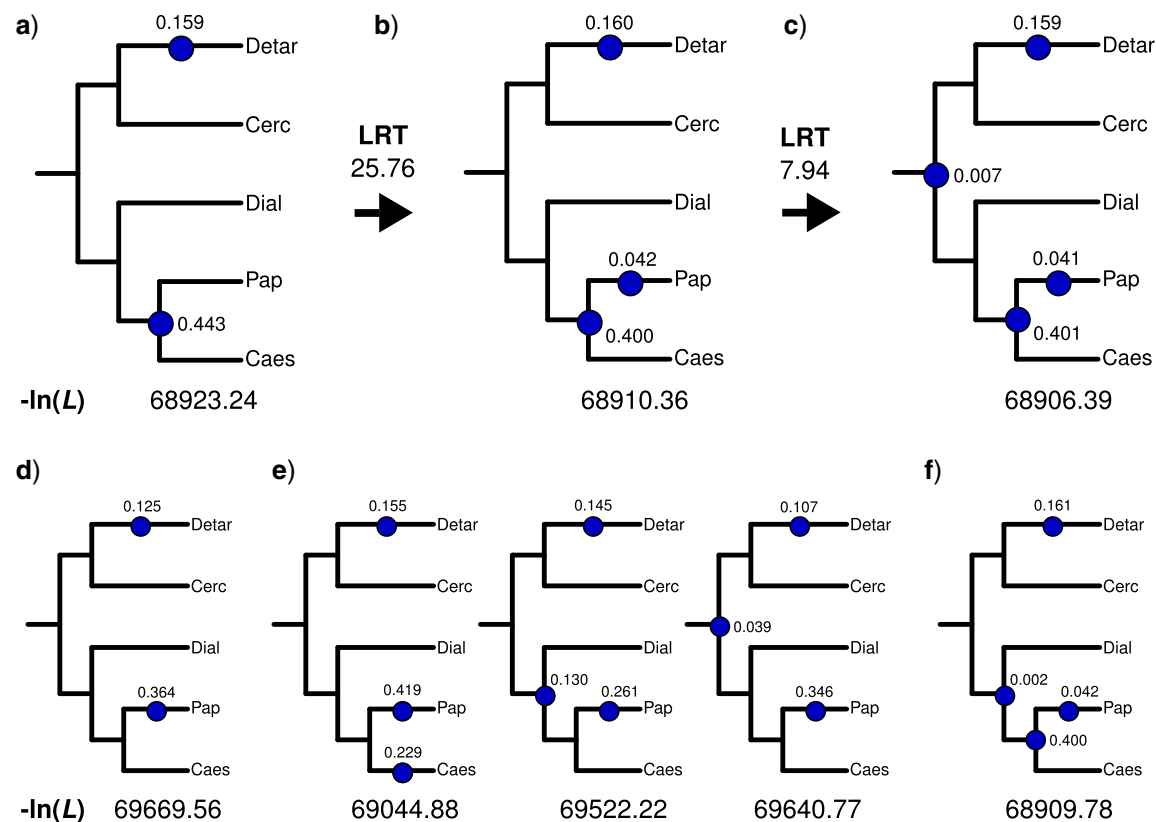 a)
0.159
Detar
Cerc
Dial
Pap
0.443
Caes
-ln(L) 68923.24
LRT
25.76
b)
0.160
Detar
Cerc
Dial
0.042
Pap
0.400
Caes
68910.36
LRT
7.94
c)
0.159
Detar
Cerc
0.007
Dial
0.041
Pap
0.401
Caes
68906.39
d)
0.125
Detar
Cerc
Dial
0.364
Pap
Caes
-ln(L) 69669.56
e)
0.155
Detar
Cerc
Dial
0.419
Pap
0.229
Caes
69044.88
0.145
Detar
Cerc
Dial
0.130
0.261
Pap
Caes
69522.22
0.107
Detar
Cerc
0.039
Dial
0.346
Pap
Caes
69640.77
f)
0.161
Detar
Cerc
Dial
0.002
0.042
Pap
0.400
Caes
68909.78